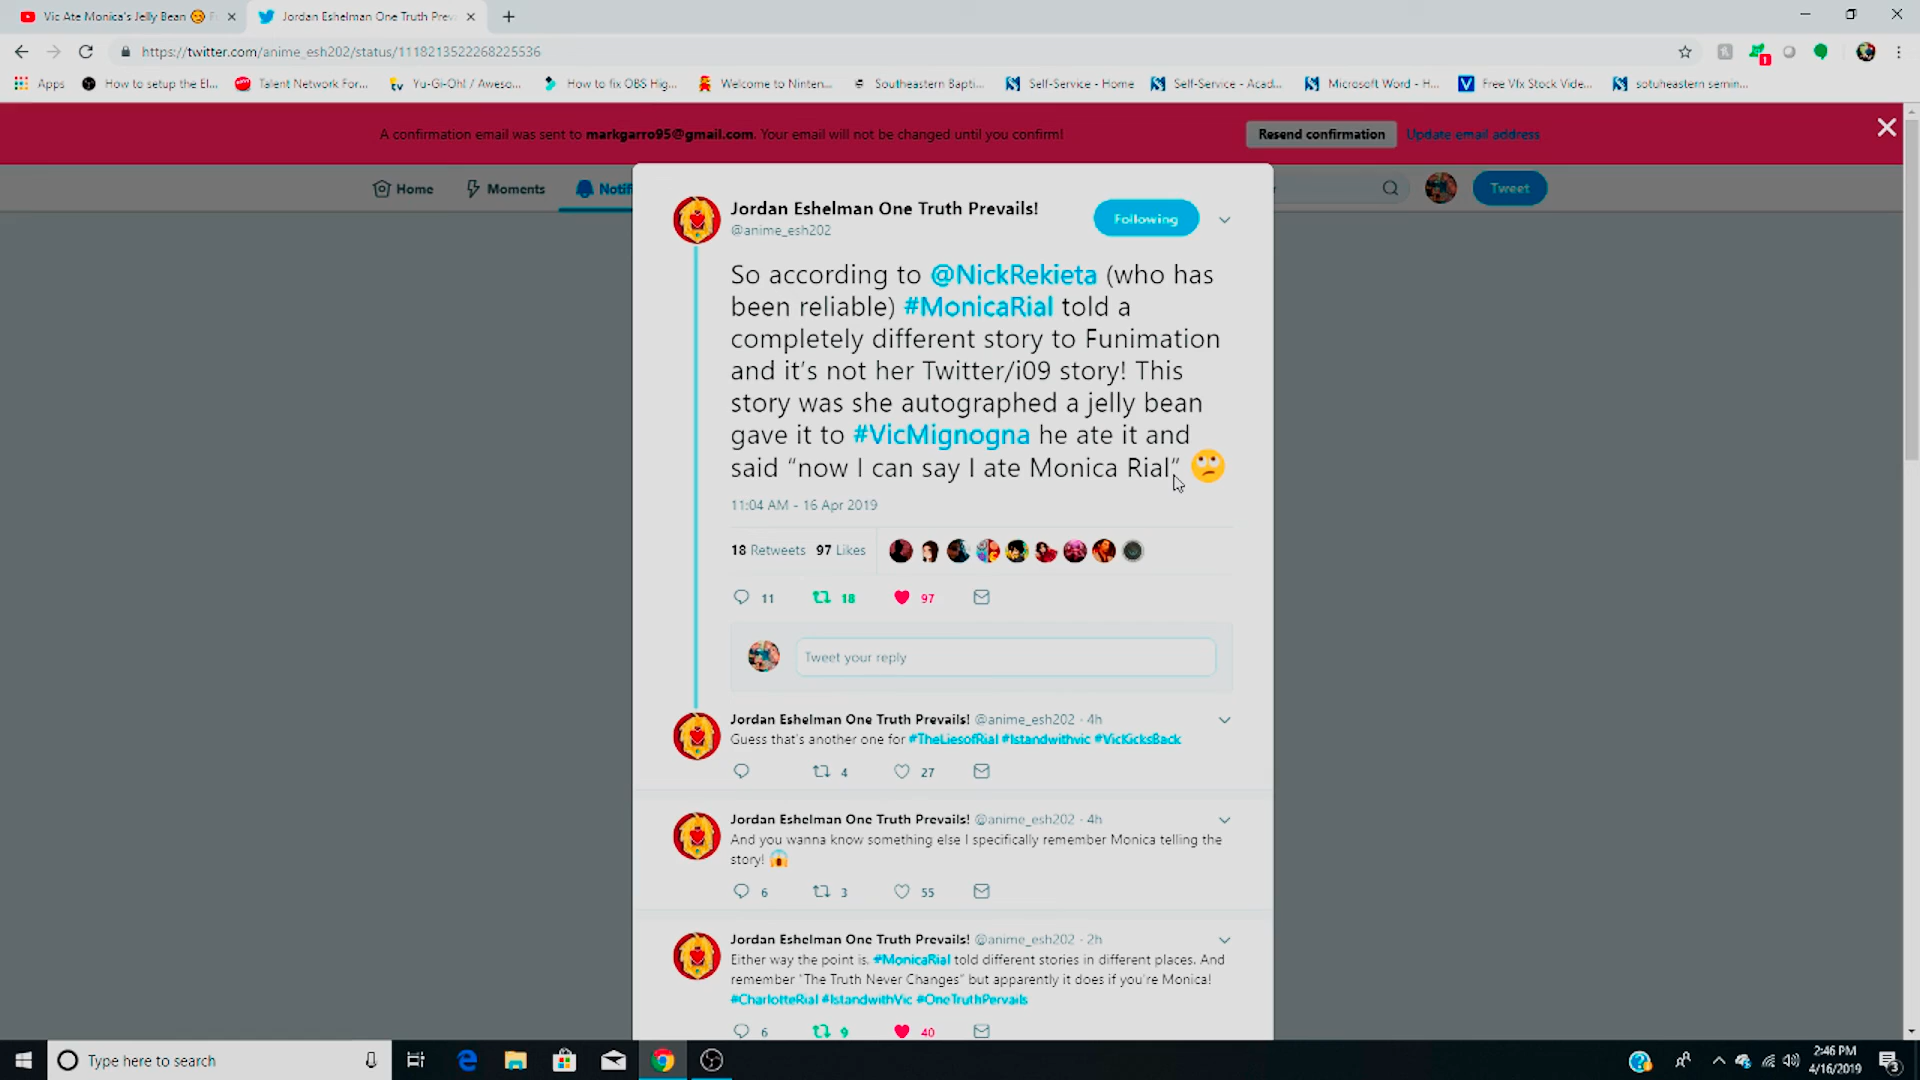 Vic Ate Monica's Jelly Bean
Jordan Eshelman One Truth Prev
https://twitter.com/anime_esh202/status/1118213522268225536
Apps
How to setup the El...
Talent Network For...
Yu-Gi-Oh! / Aweso...
How to fix OBS Hig...
Welcome to Ninten...
Southeastern Bapti...
Self-Service - Home
Self-Service - Acad...
Microsoft Word - H...
Free Vfx Stock Vide...
sotuheastern semin...
A confirmation email was sent to markgarro95@gmail.com. Your email will not be changed until you confirm!
Resend confirmation
Update email address
Home
Moments
Notifi
Tweet
Jordan Eshelman One Truth Prevails!
@anime_esh202
Following
So according to @NickRekieta (who has
been reliable) #MonicaRial told a
completely different story to Funimation
and it's not her Twitter/i09 story! This
story was she autographed a jelly bean
gave it to #VicMignogna he ate it and
said “now I can say I ate Monica Rial” 🙄
11:04 AM - 16 Apr 2019
18 Retweets 97 Likes
11 18 97
Tweet your reply
Jordan Eshelman One Truth Prevails! @anime_esh202 · 4h
Guess that's another one for #TheLiesofRial #Istandwithvic #VicKicksBack
4 27
Jordan Eshelman One Truth Prevails! @anime_esh202 · 4h
And you wanna know something else I specifically remember Monica telling the
story! 😱
6 3 55
Jordan Eshelman One Truth Prevails! @anime_esh202 · 2h
Either way the point is, #MonicaRial told different stories in different places. And
remember "The Truth Never Changes" but apparently it does if you're Monica!
#CharlotteRial #IstandwithVic #OneTruthPervails
6 9 40
Type here to search
2:46 PM
4/16/2019
3